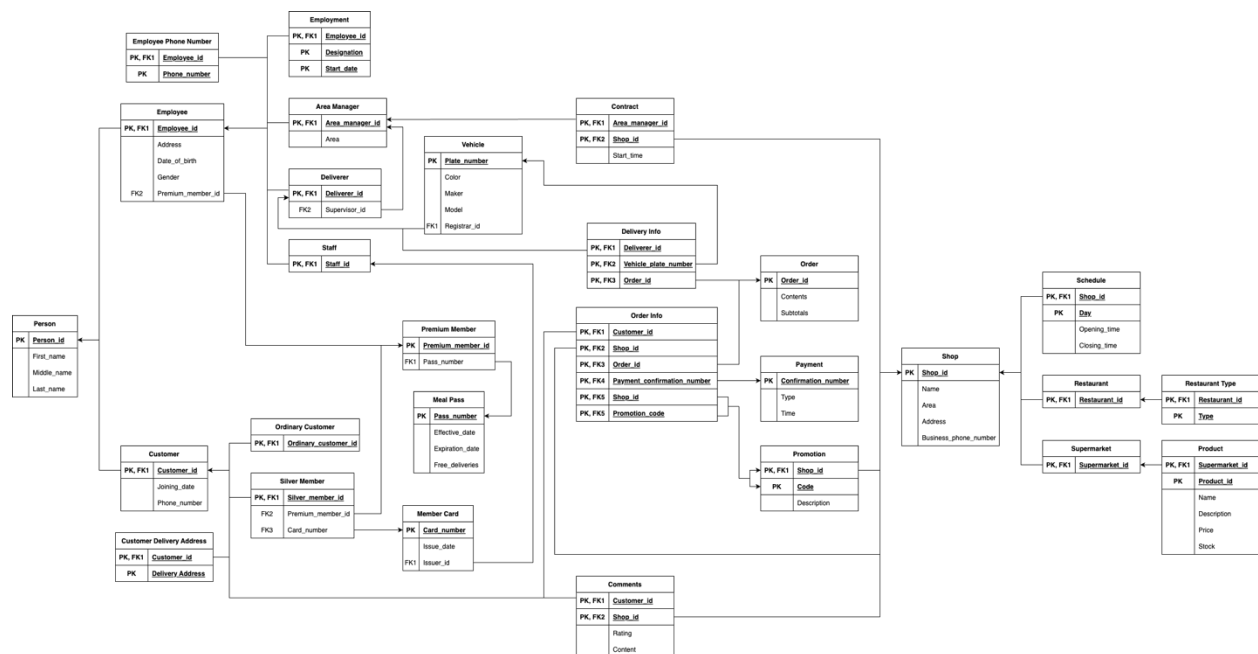 Employment
PK, FK1 Employee_id
PK Designation
PK Start_date
Employee Phone Number
PK, FK1 Employee_id
PK Phone_number
Employee
PK, FK1 Employee_id
Address
Date_of_birth
Gender
FK2 Premium_member_id
Area Manager
PK, FK1 Area_manager_id
Area
Contract
PK, FK1 Area_manager_id
PK, FK2 Shop_id
Start_time
Vehicle
PK Plate_number
Color
Maker
Model
FK1 Registrar_id
Deliverer
PK, FK1 Deliverer_id
FK2 Supervisor_id
Staff
PK, FK1 Staff_id
Delivery Info
PK, FK1 Deliverer_id
PK, FK2 Vehicle_plate_number
PK, FK3 Order_id
Order
PK Order_id
Contents
Subtotals
Schedule
PK, FK1 Shop_id
PK Day
Opening_time
Closing_time
Person
PK Person_id
First_name
Middle_name
Last_name
Premium Member
PK Premium_member_id
FK1 Pass_number
Order Info
PK, FK1 Customer_id
PK, FK2 Shop_id
PK, FK3 Order_id
PK, FK4 Payment_confirmation_number
PK, FK5 Shop_id
PK, FK5 Promotion_code
Payment
PK Confirmation_number
Type
Time
Shop
PK Shop_id
Name
Area
Address
Business_phone_number
Restaurant
PK, FK1 Restaurant_id
Restaurant Type
PK, FK1 Restaurant_id
PK Type
Meal Pass
PK Pass_number
Effective_date
Expiration_date
Free_deliveries
Ordinary Customer
PK, FK1 Ordinary_customer_id
Customer
PK, FK1 Customer_id
Joining_date
Phone_number
Silver Member
PK, FK1 Silver_member_id
FK2 Premium_member_id
FK3 Card_number
Member Card
PK Card_number
Issue_date
FK1 Issuer_id
Promotion
PK, FK1 Shop_id
PK Code
Description
Supermarket
PK, FK1 Supermarket_id
Product
PK, FK1 Supermarket_id
PK Product_id
Name
Description
Price
Stock
Customer Delivery Address
PK, FK1 Customer_id
PK Delivery Address
Comments
PK, FK1 Customer_id
PK, FK2 Shop_id
Rating
Content